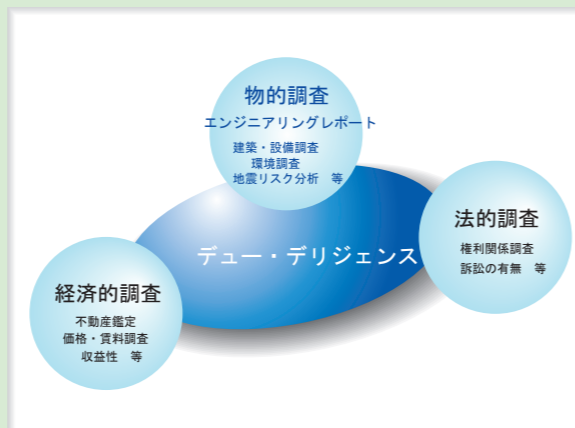 物的調査
エンジニアリングレポート
建築・設備調査
環境調査
地震リスク分析　等
デュー・デリジェンス
法的調査
権利関係調査
訴訟の有無　等
経済的調査
不動産鑑定
価格・賃料調査
収益性　等